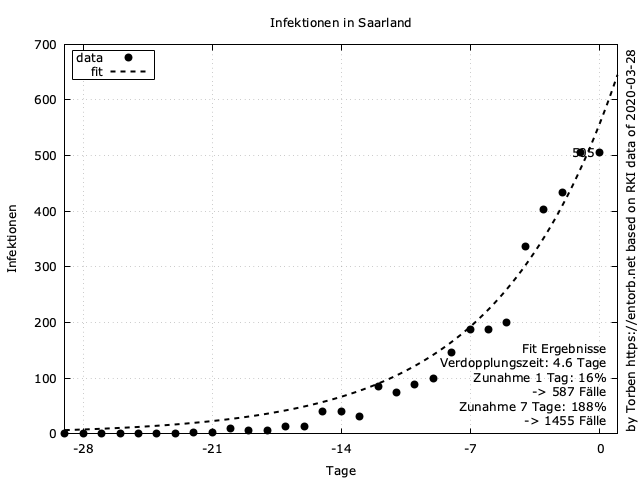 Infektionen in Saarland
700
600
500
400
300
200
100
0
Infektionen
data
fit
505
Fit Ergebnisse
Verdopplungszeit: 4.6 Tage
Zunahme 1 Tag: 16%
-> 587 Fälle
Zunahme 7 Tage: 188%
-> 1455 Fälle
-28 -21 -14 -7 0
Tage
by Torben https://entorb.net based on RKI data of 2020-03-28